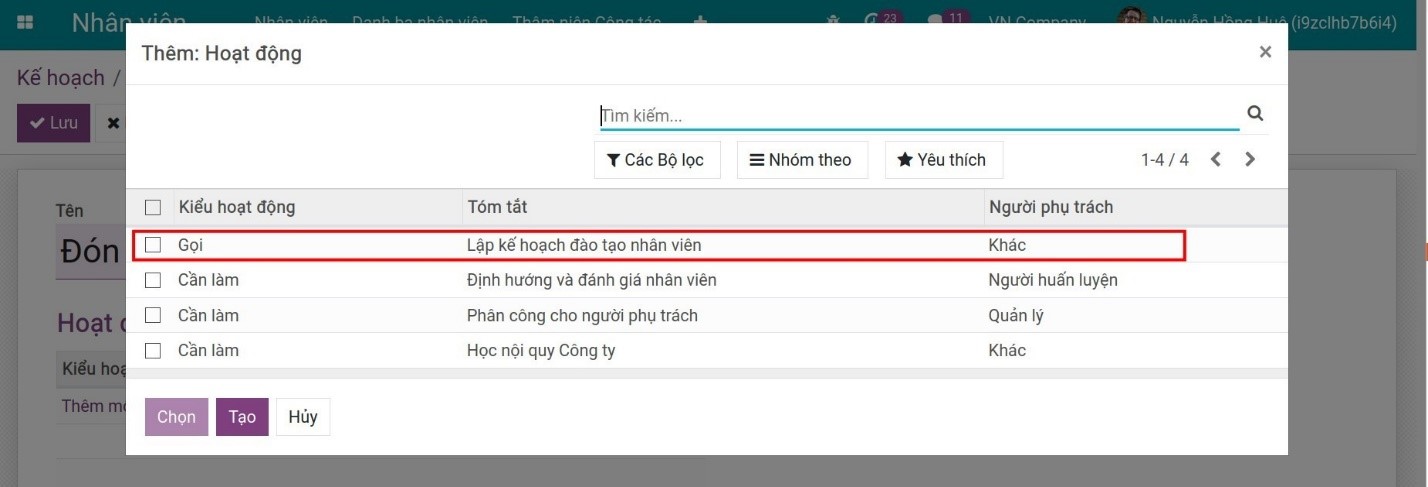 Nhân viên Nhân viên Danh bạ nhân viên Thâm niên Công tác 23 11 VN Company Nguyễn Hồng Huệ (i9zclhb7b6i4)
Thêm: Hoạt động ×
Kế hoạch /
Tìm kiếm...
Lưu
Các Bộ lọc Nhóm theo Yêu thích 1-4 / 4
Tên
Kiểu hoạt động Tóm tắt Người phụ trách
Đón
Gọi Lập kế hoạch đào tạo nhân viên Khác
Cần làm Định hướng và đánh giá nhân viên Người huấn luyện
Hoạt
Cần làm Phân công cho người phụ trách Quản lý
Cần làm Học nội quy Công ty Khác
Kiểu
Thêm
Chọn Tạo Hủy